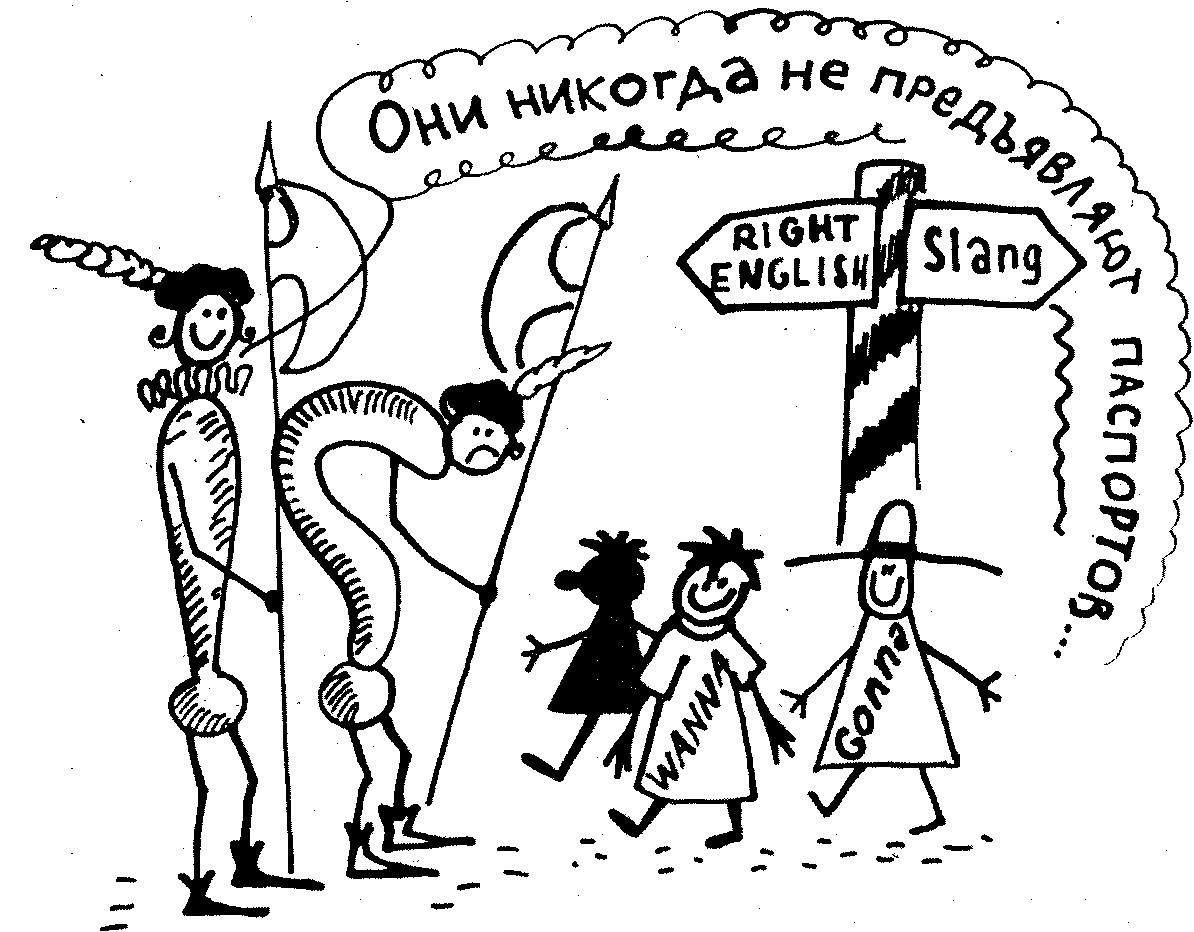 Они никогда не предъявляют паспортов...
RIGHT
ENGLISH
Slang
WANNA
Gonna